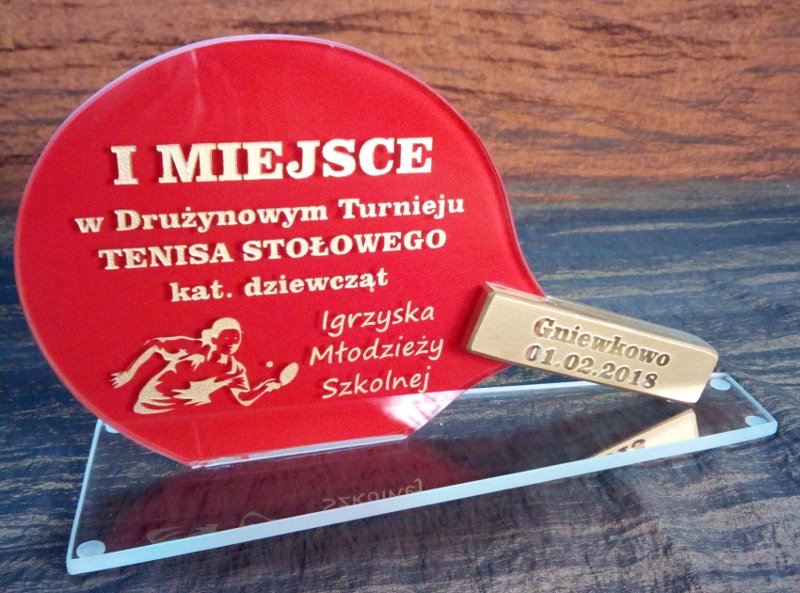 I MIEJSCE
w Drużynowym Turnieju
TENISA STOŁOWEGO
kat. dziewcząt
Igrzyska
Młodzieży
Szkolnej
Gniewkowo
01.02.2018